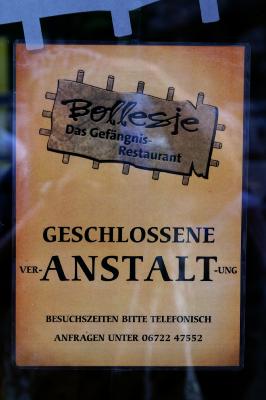 Bollesje
Das Gefängnis-
Restaurant
GESCHLOSSENE
VER-ANSTALT-UNG
BESUCHSZEITEN BITTE TELEFONISCH
ANFRAGEN UNTER 06722 47552